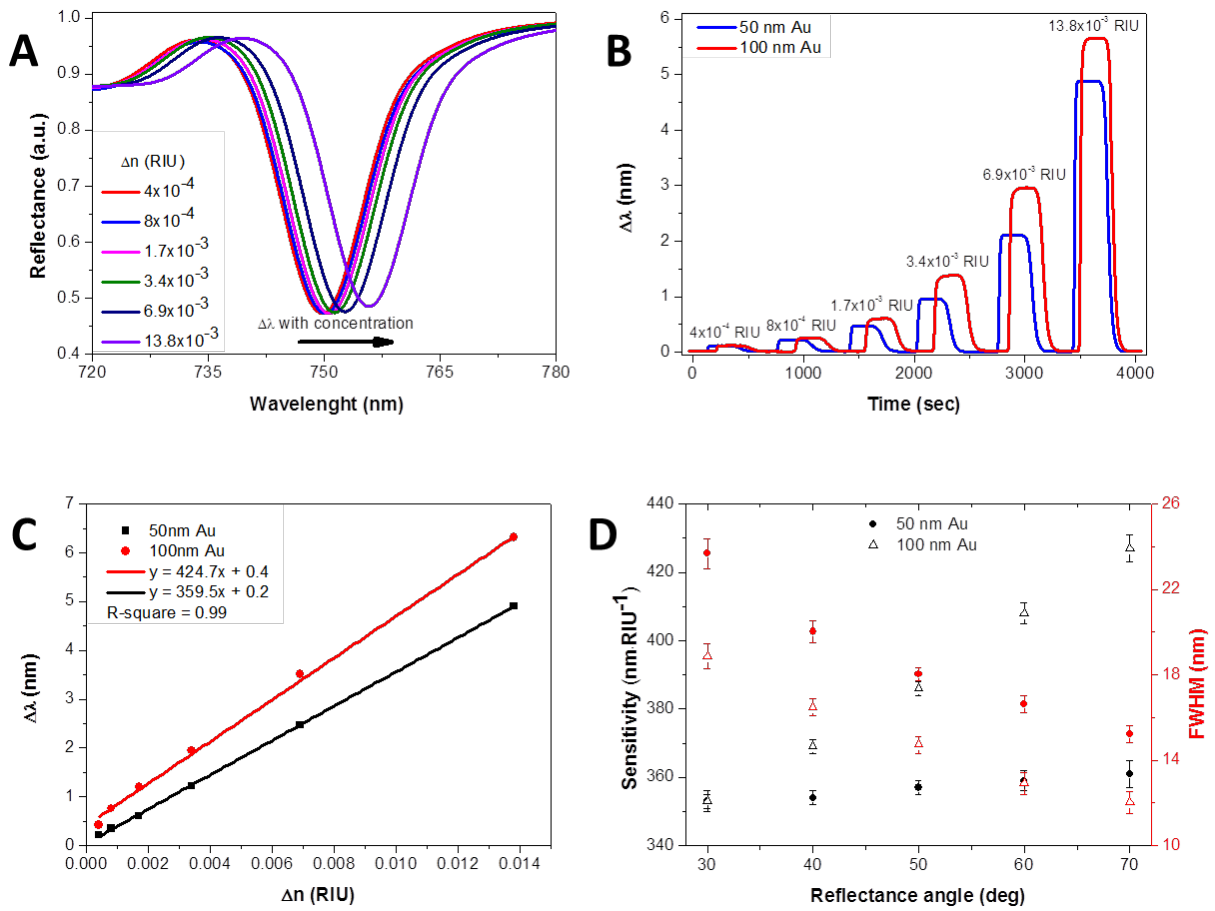 A
1.0
0.9
0.8
0.7
0.6
0.5
0.4
Reflectance (a.u.)
Δn (RIU)
4x10⁻⁴
8x10⁻⁴
1.7x10⁻³
3.4x10⁻³
6.9x10⁻³
13.8x10⁻³
Δλ with concentration
720 735 750 765 780
Wavelenght (nm)
B
50 nm Au
100 nm Au
6
5
4
3
2
1
0
Δλ (nm)
4x10⁻⁴ RIU
8x10⁻⁴ RIU
1.7x10⁻³ RIU
3.4x10⁻³ RIU
6.9x10⁻³ RIU
13.8x10⁻³ RIU
0 1000 2000 3000 4000
Time (sec)
C
7
6
5
4
3
2
1
0
Δλ (nm)
50nm Au
100nm Au
y = 424.7x + 0.4
y = 359.5x + 0.2
R-square = 0.99
0.000 0.002 0.004 0.006 0.008 0.010 0.012 0.014
Δn (RIU)
D
440
420
400
380
360
340
Sensitivity (nm·RIU⁻¹)
50 nm Au
100 nm Au
26
22
18
14
10
FWHM (nm)
30 40 50 60 70
Reflectance angle (deg)